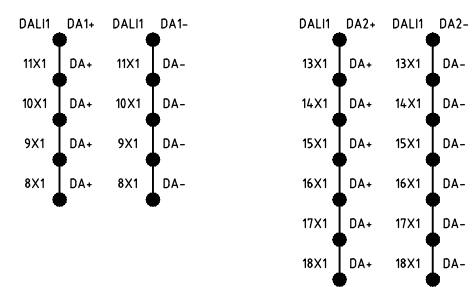 DALI1 DA1+ DALI1 DA1- DALI1 DA2+ DALI1 DA2-
11X1 DA+ 11X1 DA- 13X1 DA+ 13X1 DA-
10X1 DA+ 10X1 DA- 14X1 DA+ 14X1 DA-
9X1 DA+ 9X1 DA- 15X1 DA+ 15X1 DA-
8X1 DA+ 8X1 DA- 16X1 DA+ 16X1 DA-
17X1 DA+ 17X1 DA-
18X1 DA+ 18X1 DA-